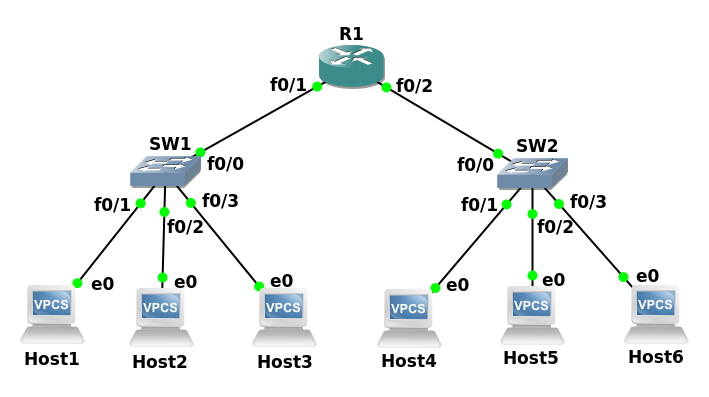 R1
f0/1
f0/2
SW1
f0/0
SW2
f0/0
f0/1
f0/2
f0/3
f0/1
f0/2
f0/3
e0
e0
e0
e0
e0
e0
VPCS
VPCS
VPCS
VPCS
VPCS
VPCS
Host1
Host2
Host3
Host4
Host5
Host6